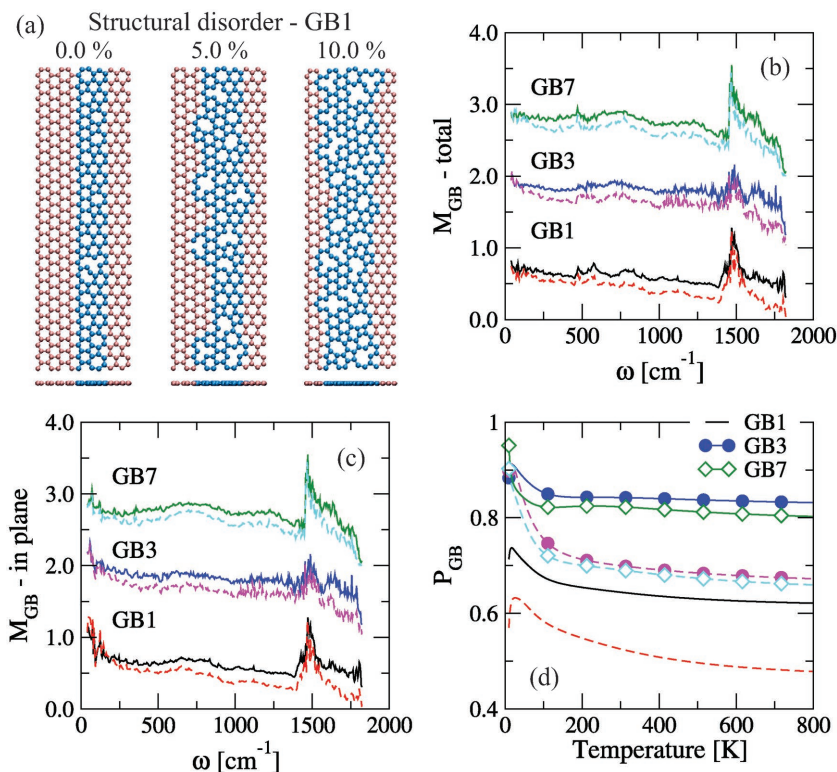 (a) Structural disorder - GB1
0.0 % 5.0 % 10.0 %
(b)
GB7
GB3
GB1
M_GB - total
4.0
3.0
2.0
1.0
0.0
0 500 1000 1500 2000
ω [cm⁻¹]
(c)
GB7
GB3
GB1
M_GB - in plane
4.0
3.0
2.0
1.0
0.0
0 500 1000 1500 2000
ω [cm⁻¹]
GB1
GB3
GB7
P_GB
1
0.8
0.6
0.4
(d)
0 200 400 600 800
Temperature [K]